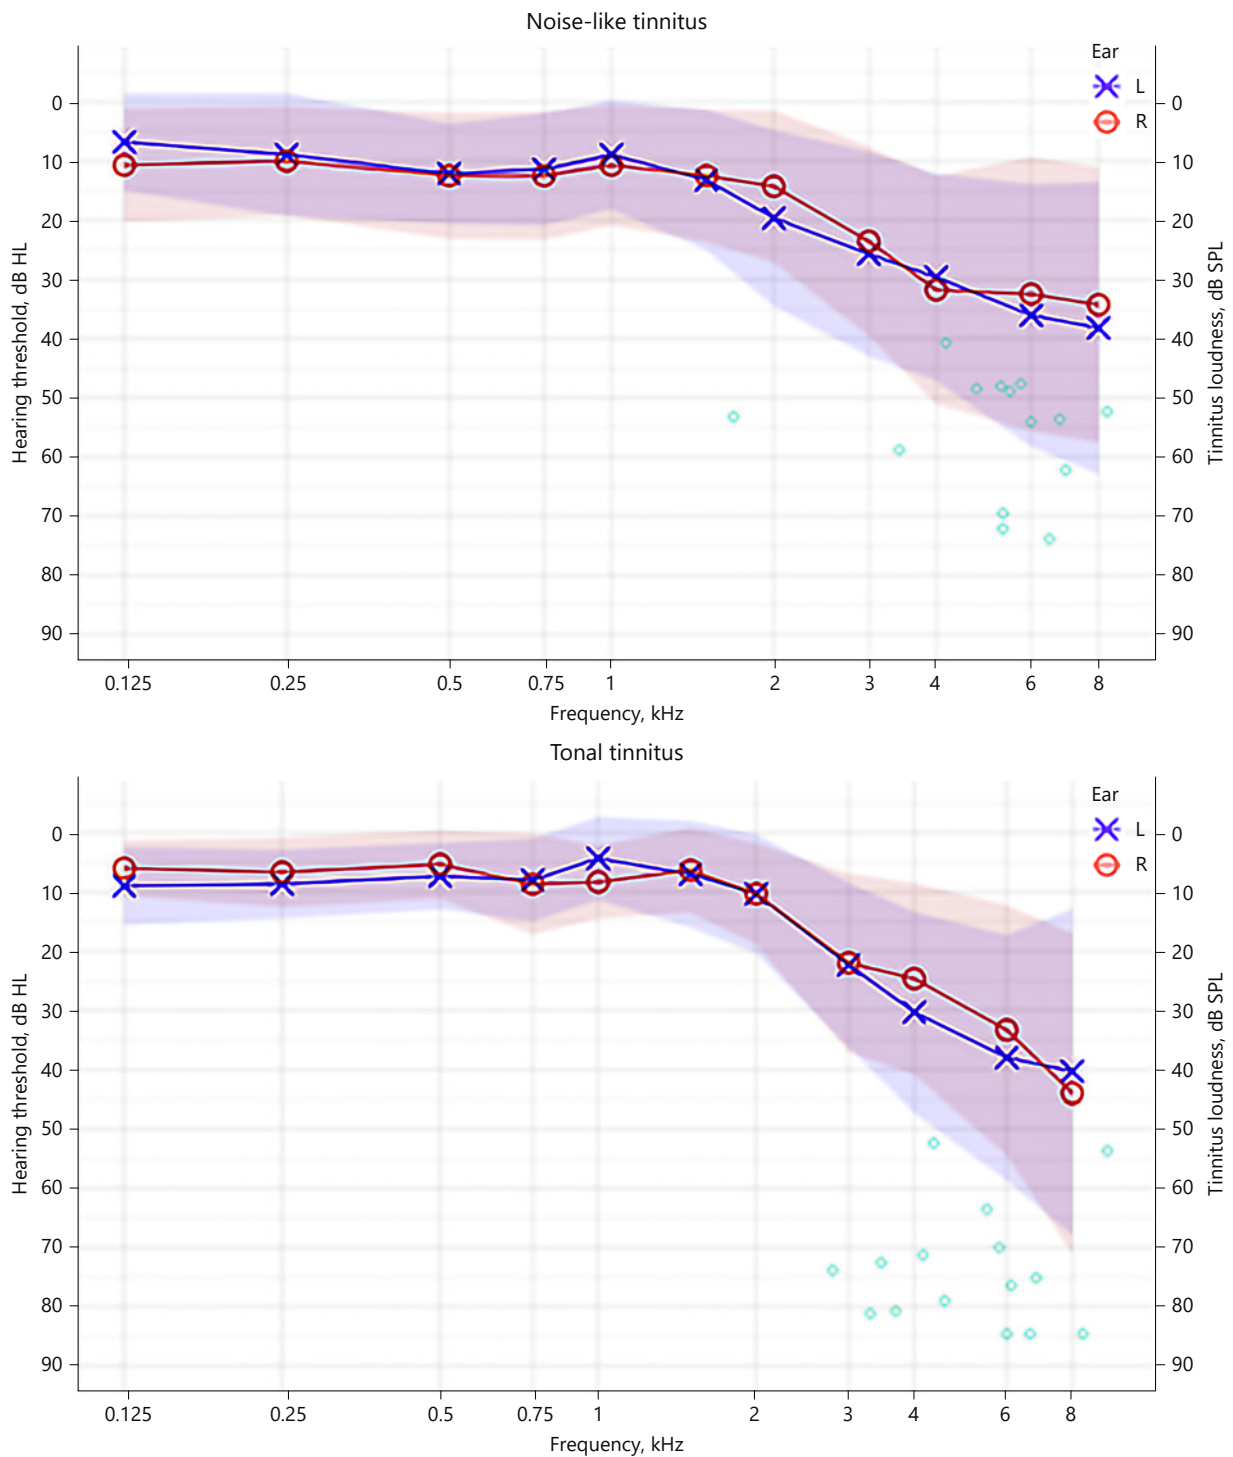 Noise-like tinnitus
Ear
L
R
0
10
20
30
40
50
60
70
80
90
Hearing threshold, dB HL
0
10
20
30
40
50
60
70
80
90
Tinnitus loudness, dB SPL
0.125 0.25 0.5 0.75 1 2 3 4 6 8
Frequency, kHz
Tonal tinnitus
Ear
L
R
0
10
20
30
40
50
60
70
80
90
Hearing threshold, dB HL
0
10
20
30
40
50
60
70
80
90
Tinnitus loudness, dB SPL
0.125 0.25 0.5 0.75 1 2 3 4 6 8
Frequency, kHz